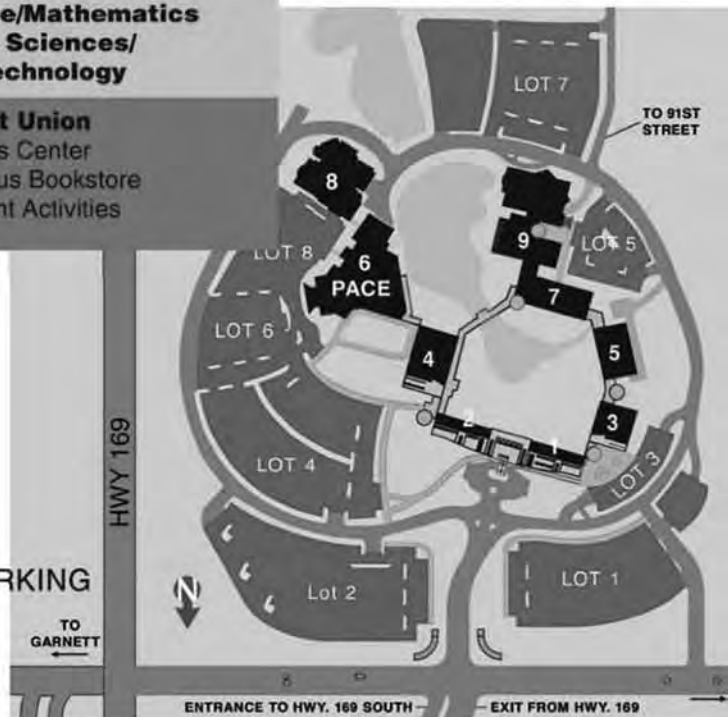 e/Mathematics
Sciences/
echnology
t Union
s Center
us Bookstore
nt Activities
LOT 7
TO 91ST
STREET
8
LOT 8
6
PACE
9
LOT 5
7
LOT 6
4
5
3
2
1
HWY 169
LOT 4
LOT 3
RKING
N
Lot 2
LOT 1
TO
GARNETT
ENTRANCE TO HWY. 169 SOUTH
EXIT FROM HWY. 169